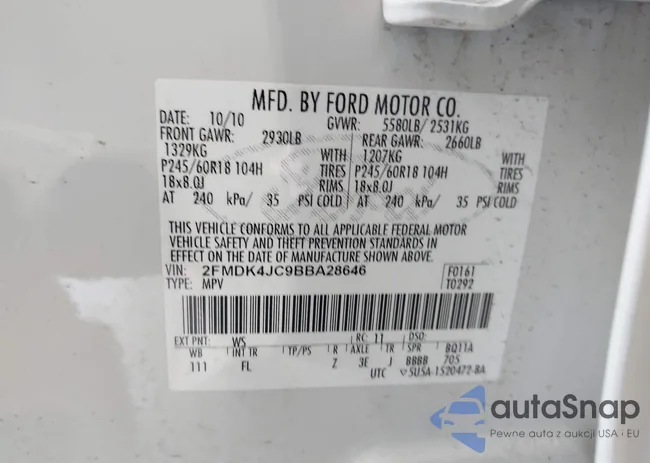 MFD. BY FORD MOTOR CO.
DATE: 10/10 GVWR: 5580LB/ 2531KG
FRONT GAWR: 2930LB REAR GAWR: 2660LB
1329KG WITH 1207KG WITH
P245/60R18 104H TIRES P245/60R18 104H TIRES
18x8.0J RIMS 18x8.0J RIMS
AT 240 kPa/ 35 PSI COLD AT 240 kPa/ 35 PSI COLD
THIS VEHICLE CONFORMS TO ALL APPLICABLE FEDERAL MOTOR
VEHICLE SAFETY AND THEFT PREVENTION STANDARDS
IN EFFECT ON THE DATE OF MANUFACTURE SHOWN ABOVE.
VIN: 2FMDK4JC9BBA28646 F0161
TYPE: MPV T0292
EXT PNT: WS RC: 11 DSO:
WB INT TR TP/PS R AXLE TR SPR BQ11A
111 FL Z 3E J BBBB 705
UTC 5U5A-1520472-BA
autaSnap
Pewne auta z aukcji USA i EU